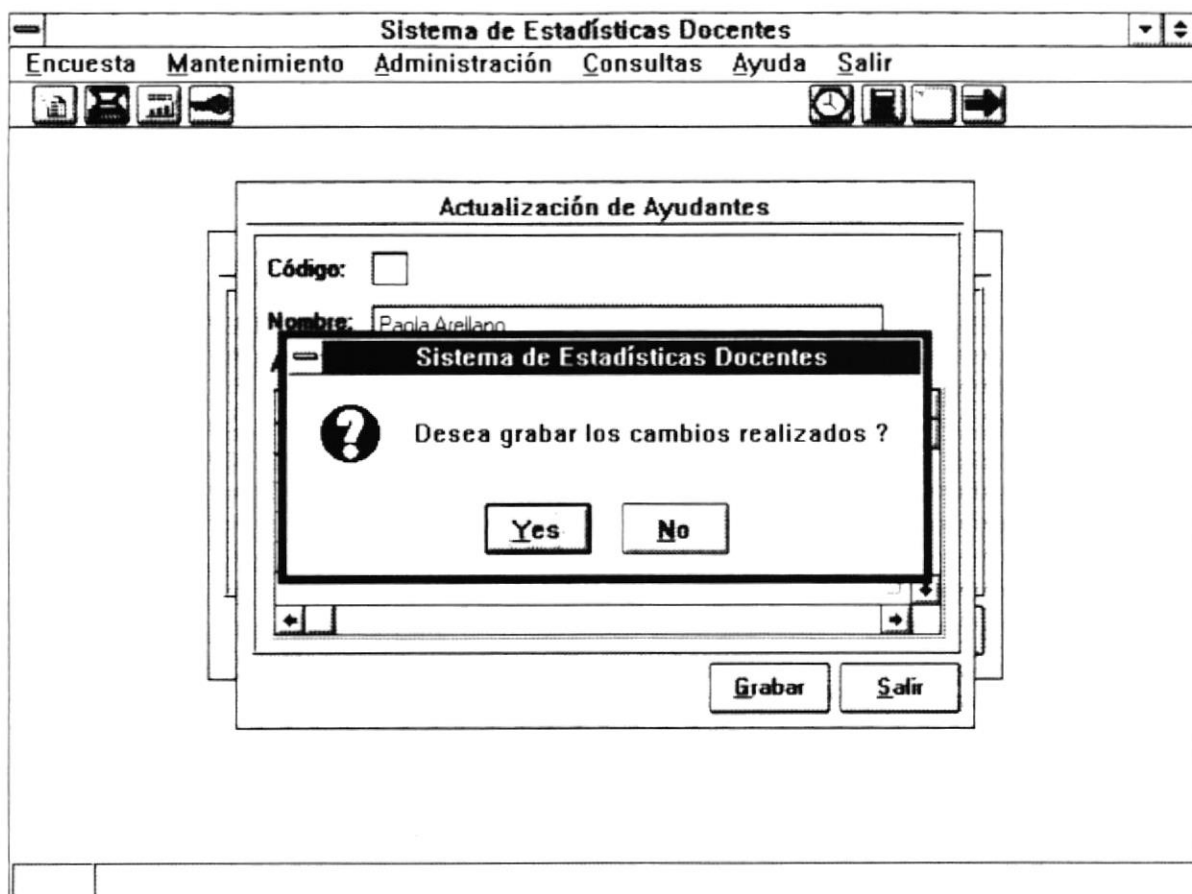 Sistema de Estadísticas Docentes
Encuesta Mantenimiento Administración Consultas Ayuda Salir
Actualización de Ayudantes
Código:
Nombre: Paola Arellano
Sistema de Estadísticas Docentes
Desea grabar los cambios realizados ?
Yes No
Grabar Salir